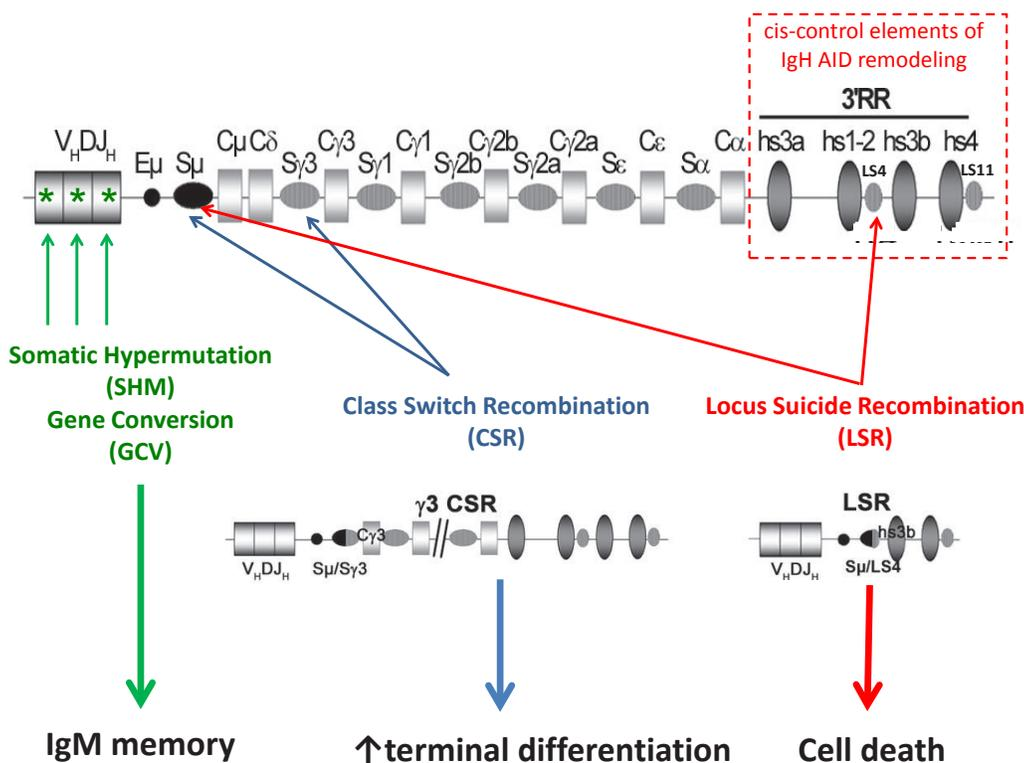 cis-control elements of
IgH AID remodeling
3'RR
VHDJH Eμ Sμ Cμ Cδ Sγ3 Cγ3 Sγ1 Cγ1 Sγ2b Cγ2b Sγ2a Cγ2a Sε Cε Sα Cα hs3a hs1-2 LS4 hs3b hs4 LS11
* * *
Somatic Hypermutation
(SHM)
Gene Conversion
(GCV)
Class Switch Recombination
(CSR)
Locus Suicide Recombination
(LSR)
γ3 CSR
Cγ3
VHDJH Sμ/Sγ3
LSR
hs3b
VHDJH Sμ/LS4
IgM memory
↑terminal differentiation
Cell death